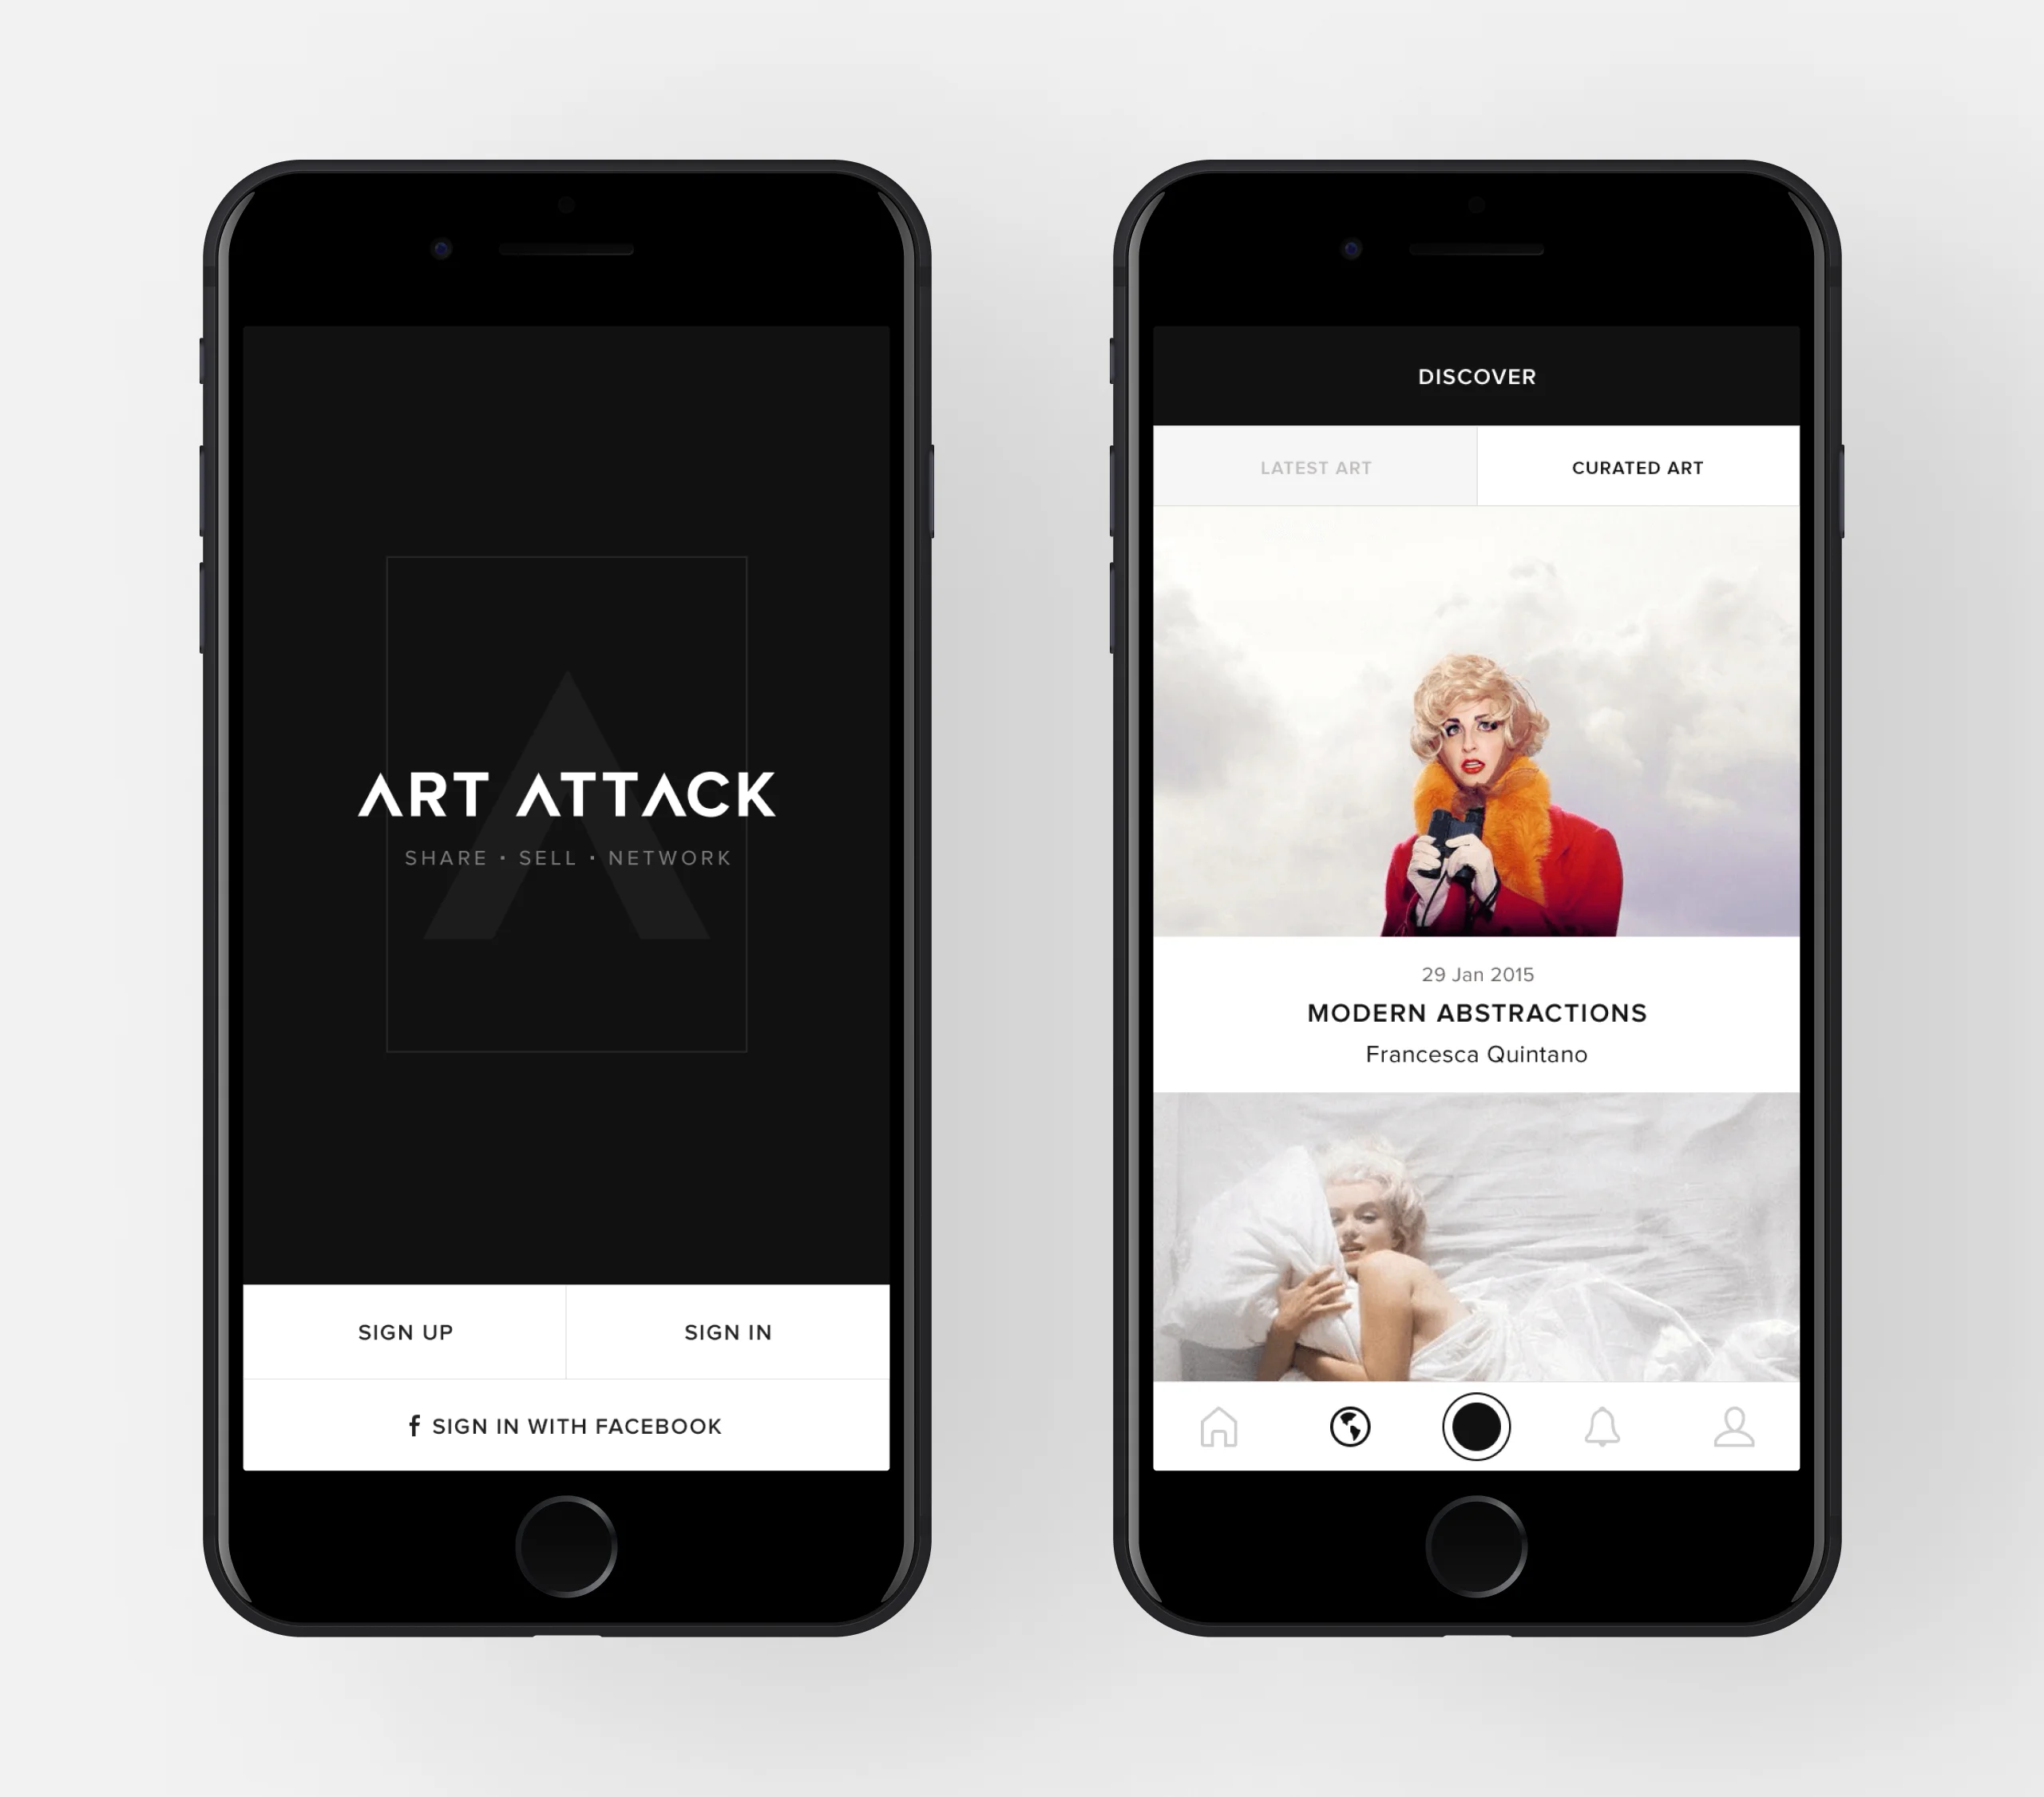 ART ATTACK
SHARE · SELL · NETWORK
SIGN UP
SIGN IN
f SIGN IN WITH FACEBOOK
DISCOVER
LATEST ART
CURATED ART
29 Jan 2015
MODERN ABSTRACTIONS
Francesca Quintano